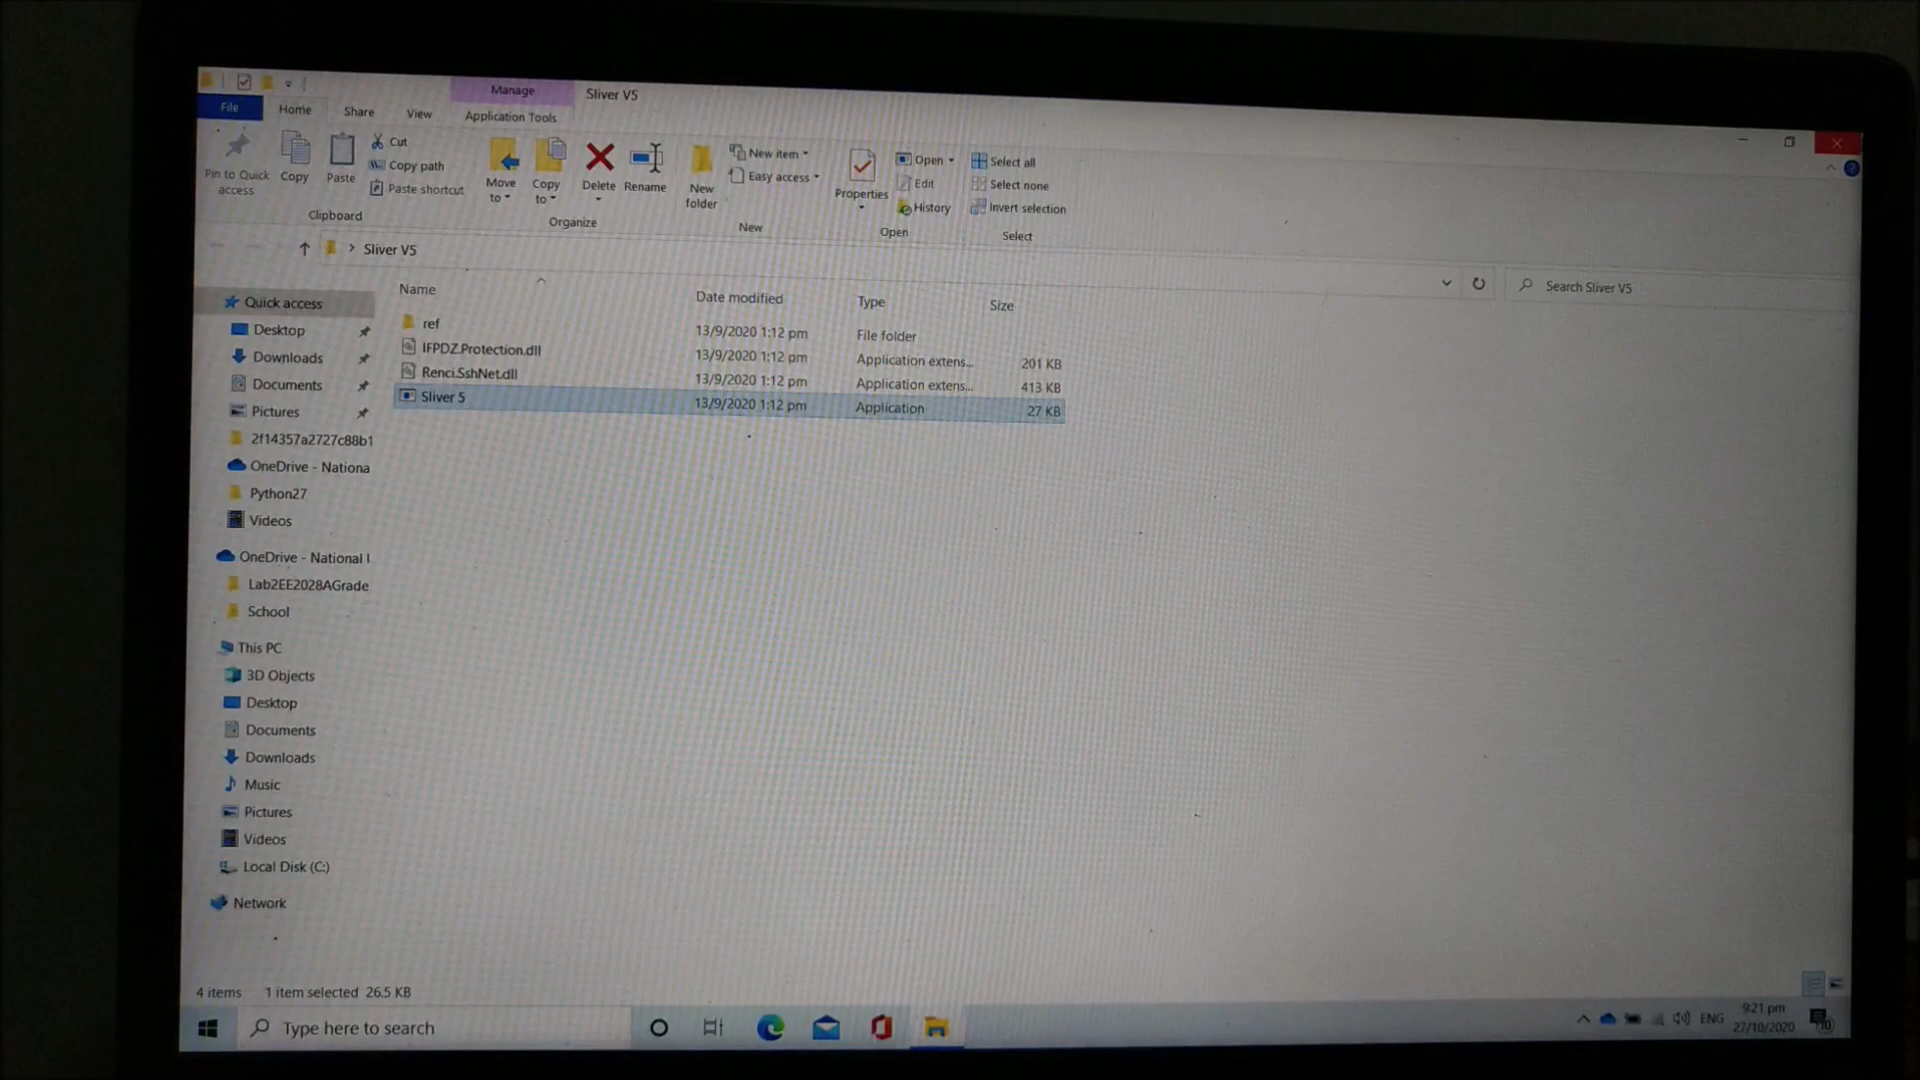 Manage
Sliver V5
File
Home
Share
View
Application Tools
Pin to Quick access
Copy
Paste
Cut
Copy path
Paste shortcut
Clipboard
Move to
Copy to
Delete
Rename
Organize
New folder
New item
Easy access
New
Properties
Open
Edit
History
Open
Select all
Select none
Invert selection
Select
Sliver V5
Search Sliver V5
Name
Date modified
Type
Size
ref
13/9/2020 1:12 pm
File folder
IFPDZ.Protection.dll
13/9/2020 1:12 pm
Application extens...
201 KB
Renci.SshNet.dll
13/9/2020 1:12 pm
Application extens...
413 KB
Sliver 5
13/9/2020 1:12 pm
Application
27 KB
Quick access
Desktop
Downloads
Documents
Pictures
2f14357a2727c88b1
OneDrive - Nationa
Python27
Videos
OneDrive - National
Lab2EE2028AGrade
School
This PC
3D Objects
Desktop
Documents
Downloads
Music
Pictures
Videos
Local Disk (C:)
Network
4 items
1 item selected 26.5 KB
Type here to search
ENG
9:21 pm
27/10/2020